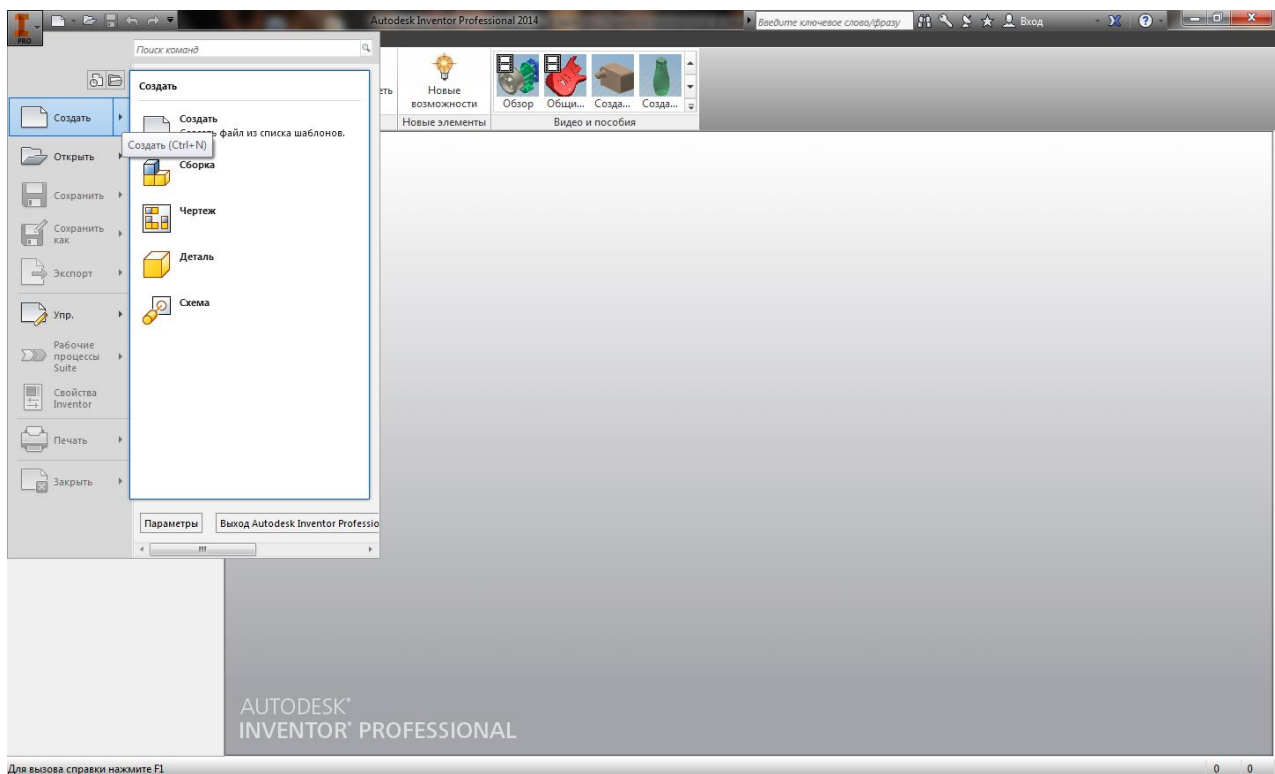 Autodesk Inventor Professional 2014
Введите ключевое слово/фразу
Вход
PRO
Поиск команд
Создать
Создать
Создать
файл из списка шаблонов.
Создать (Ctrl+N)
Открыть
Сборка
Сохранить
Чертеж
Сохранить
как
Деталь
Экспорт
Схема
Упр.
Рабочие
процессы
Suite
Свойства
Inventor
Печать
Закрыть
Параметры
Выход Autodesk Inventor Professio
еть
Новые
возможности
Обзор
Общи...
Созда...
Созда...
Новые элементы
Видео и пособия
AUTODESK®
INVENTOR® PROFESSIONAL
Для вызова справки нажмите F1
0 0